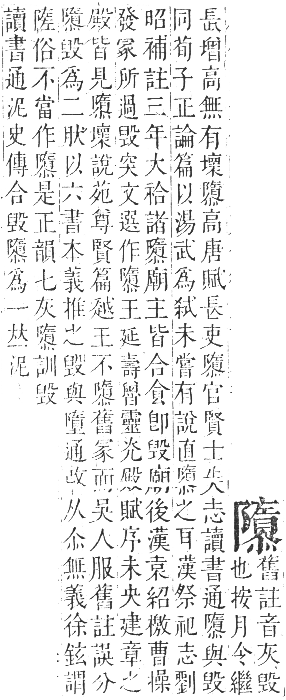 隳舊註音灰毀
也按月令繼
長增高無有壞隳高唐賦長吏隳官賢士失志讀書通隳與毀
同荀子正論篇以湯武爲弑未嘗有說直隳之耳漢祭祀志劉
昭補註三年大祫諸隳廟主皆合食卽毀廟後漢袁紹檄曹操
發冢所過毀突文選作隳王延壽魯靈光殿賦序未央建章之
殿皆見隳壞說苑尊賢篇越王不隳舊冢而吳人服舊註誤分
隳毀爲二䏍以六書本義推之毀與墮通改从尒無義徐鉉謂
陸俗不當作隳是正韻七灰隳訓毀
讀書通泥史傳合毀隳爲一𠀤泥